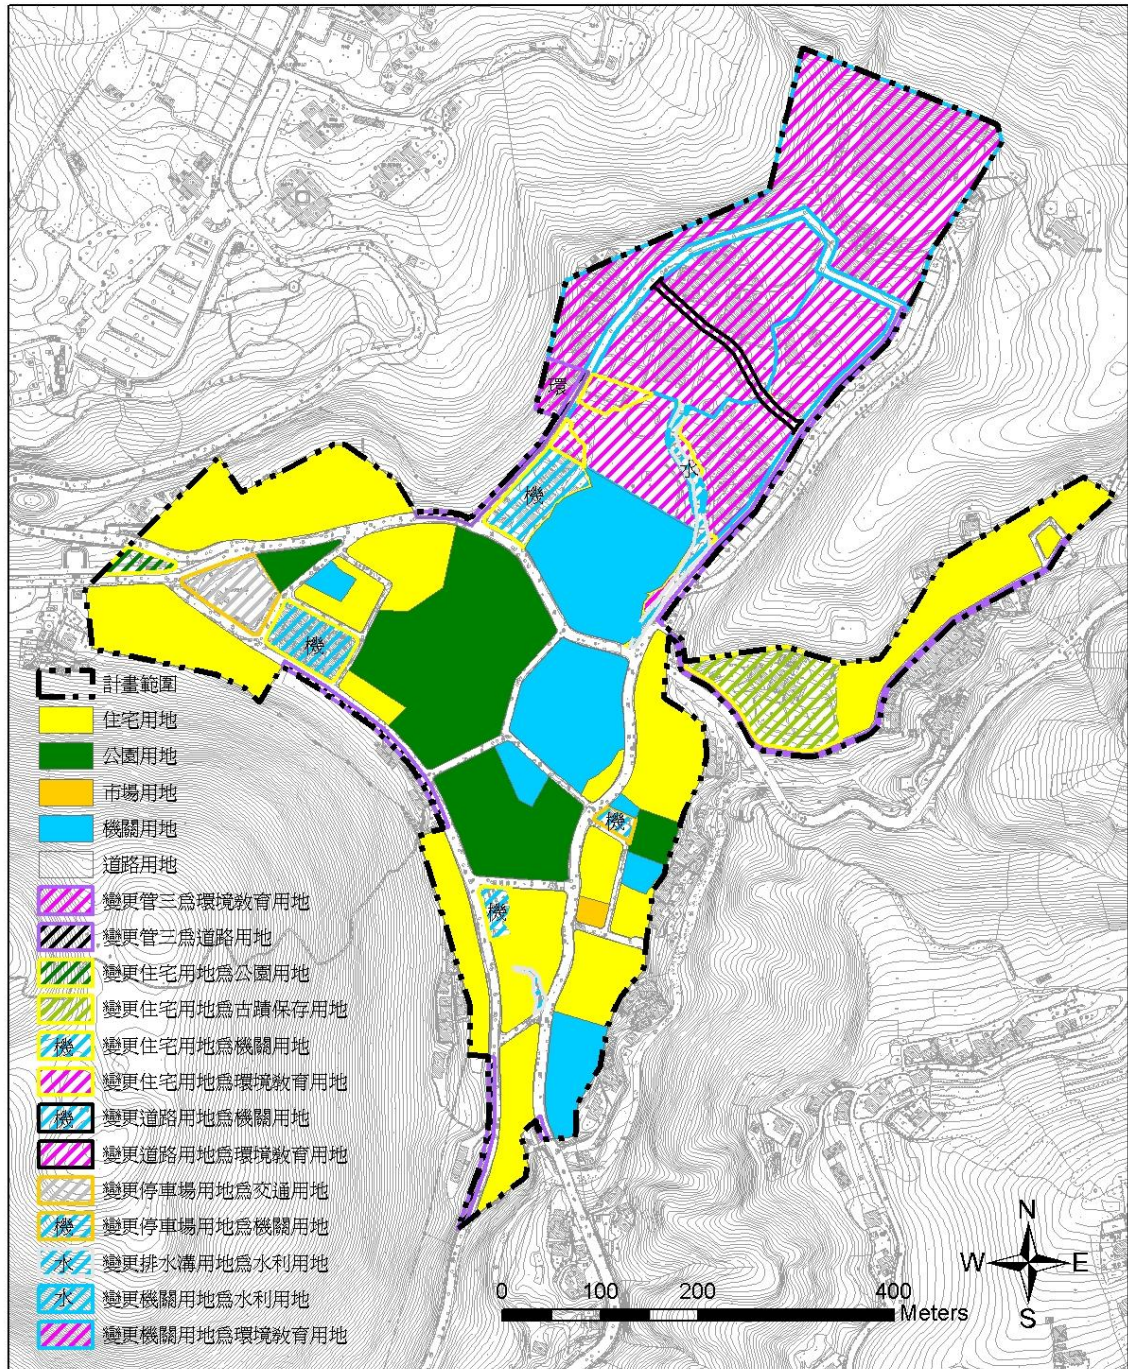 環
水
機
機
機
機
計畫範圍
住宅用地
公園用地
市場用地
機關用地
道路用地
變更管三為環境教育用地
變更管三為道路用地
變更住宅用地為公園用地
變更住宅用地為古蹟保存用地
機 變更住宅用地為機關用地
變更住宅用地為環境教育用地
機 變更道路用地為機關用地
變更道路用地為環境教育用地
變更停車場用地為交通用地
機 變更停車場用地為機關用地
水 變更排水溝用地為水利用地
水 變更機關用地為水利用地
變更機關用地為環境教育用地
N
W E
S
0 100 200 400
Meters